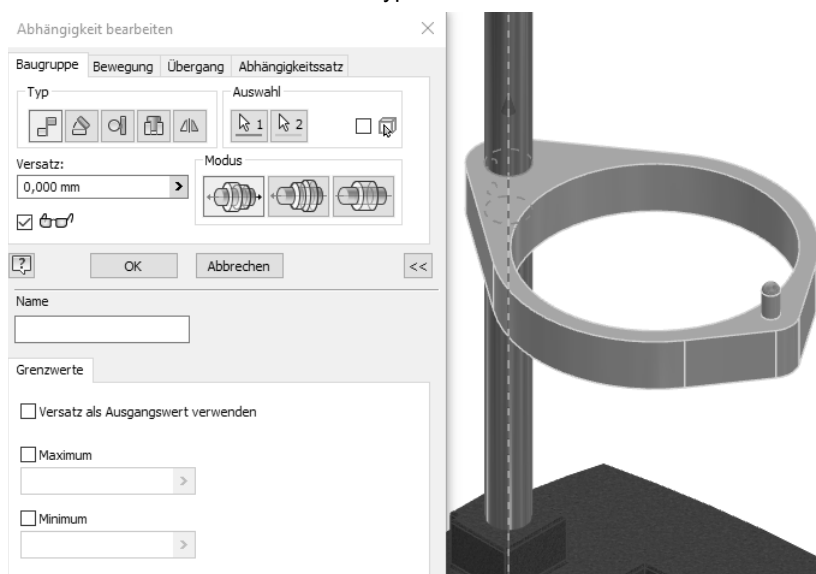 Abhängigkeit bearbeiten
Baugruppe Bewegung Übergang Abhängigkeitssatz
Typ
Auswahl
1 2
Versatz:
0,000 mm
Modus
OK Abbrechen <<
Name
Grenzwerte
Versatz als Ausgangswert verwenden
Maximum
Minimum